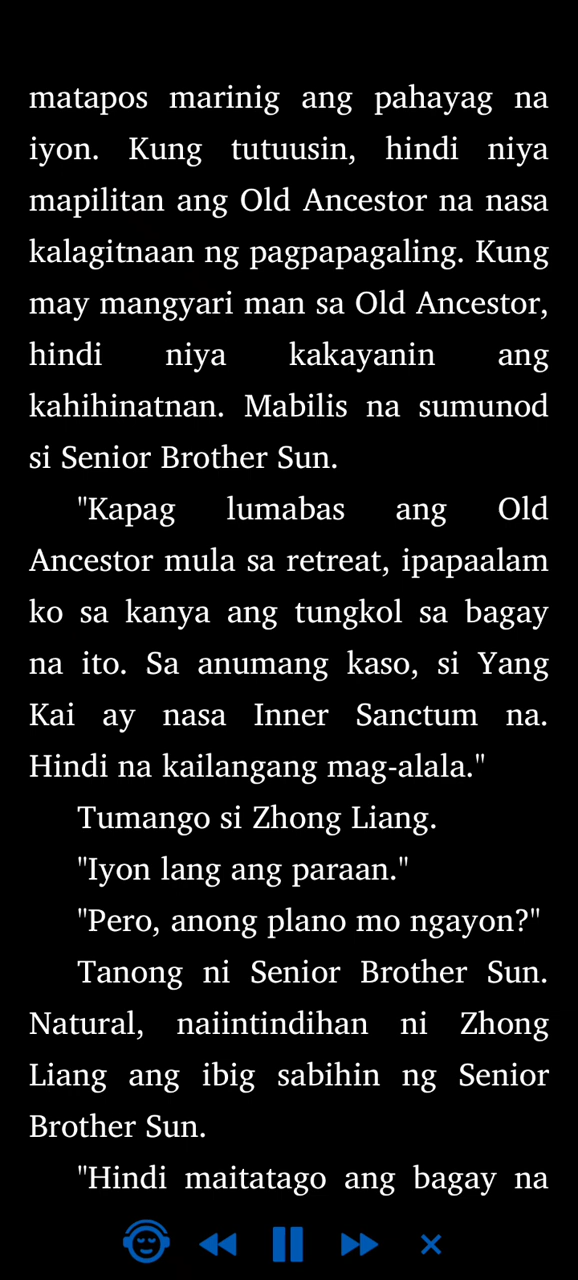 matapos marinig ang pahayag na
iyon. Kung tutuusin, hindi niya
mapilitan ang Old Ancestor na nasa
kalagitnaan ng pagpapagaling. Kung
may mangyari man sa Old Ancestor,
hindi niya kakayanin ang
kahihinatnan. Mabilis na sumunod
si Senior Brother Sun.
"Kapag lumabas ang Old
Ancestor mula sa retreat, ipapaalam
ko sa kanya ang tungkol sa bagay
na ito. Sa anumang kaso, si Yang
Kai ay nasa Inner Sanctum na.
Hindi na kailangang mag-alala."
Tumango si Zhong Liang.
"Iyon lang ang paraan."
"Pero, anong plano mo ngayon?"
Tanong ni Senior Brother Sun.
Natural, naiintindihan ni Zhong
Liang ang ibig sabihin ng Senior
Brother Sun.
"Hindi maitatago ang bagay na